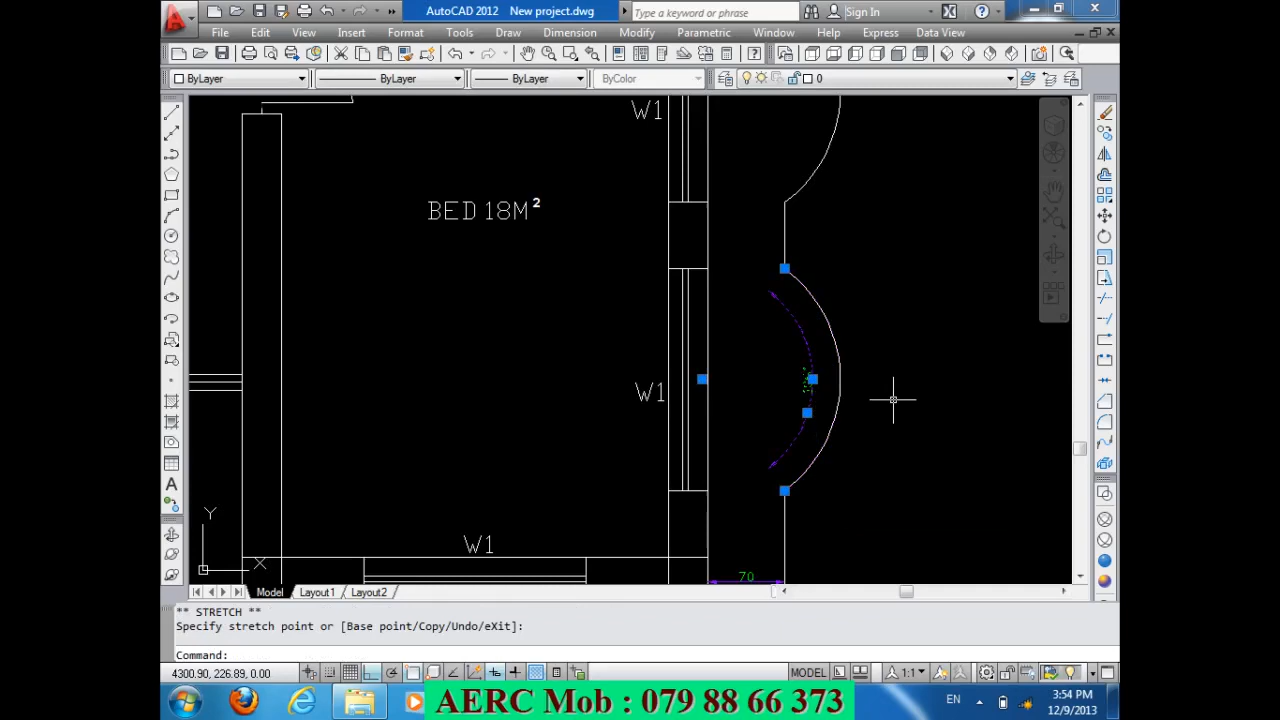 AutoCAD 2012 New project.dwg
Type a keyword or phrase
Sign In
File Edit View Insert Format Tools Draw Dimension Modify Parametric Window Help Express Data View
ByLayer
ByLayer
ByLayer
ByColor
0
W1
BED 18M²
W1
W1
70
Y
X
Model Layout1 Layout2
** STRETCH **
Specify stretch point or [Base point/Copy/Undo/eXit]:
Command:
4300.90, 226.89, 0.00
MODEL
1:1
EN
3:54 PM
12/9/2013
AERC Mob : 079 88 66 373